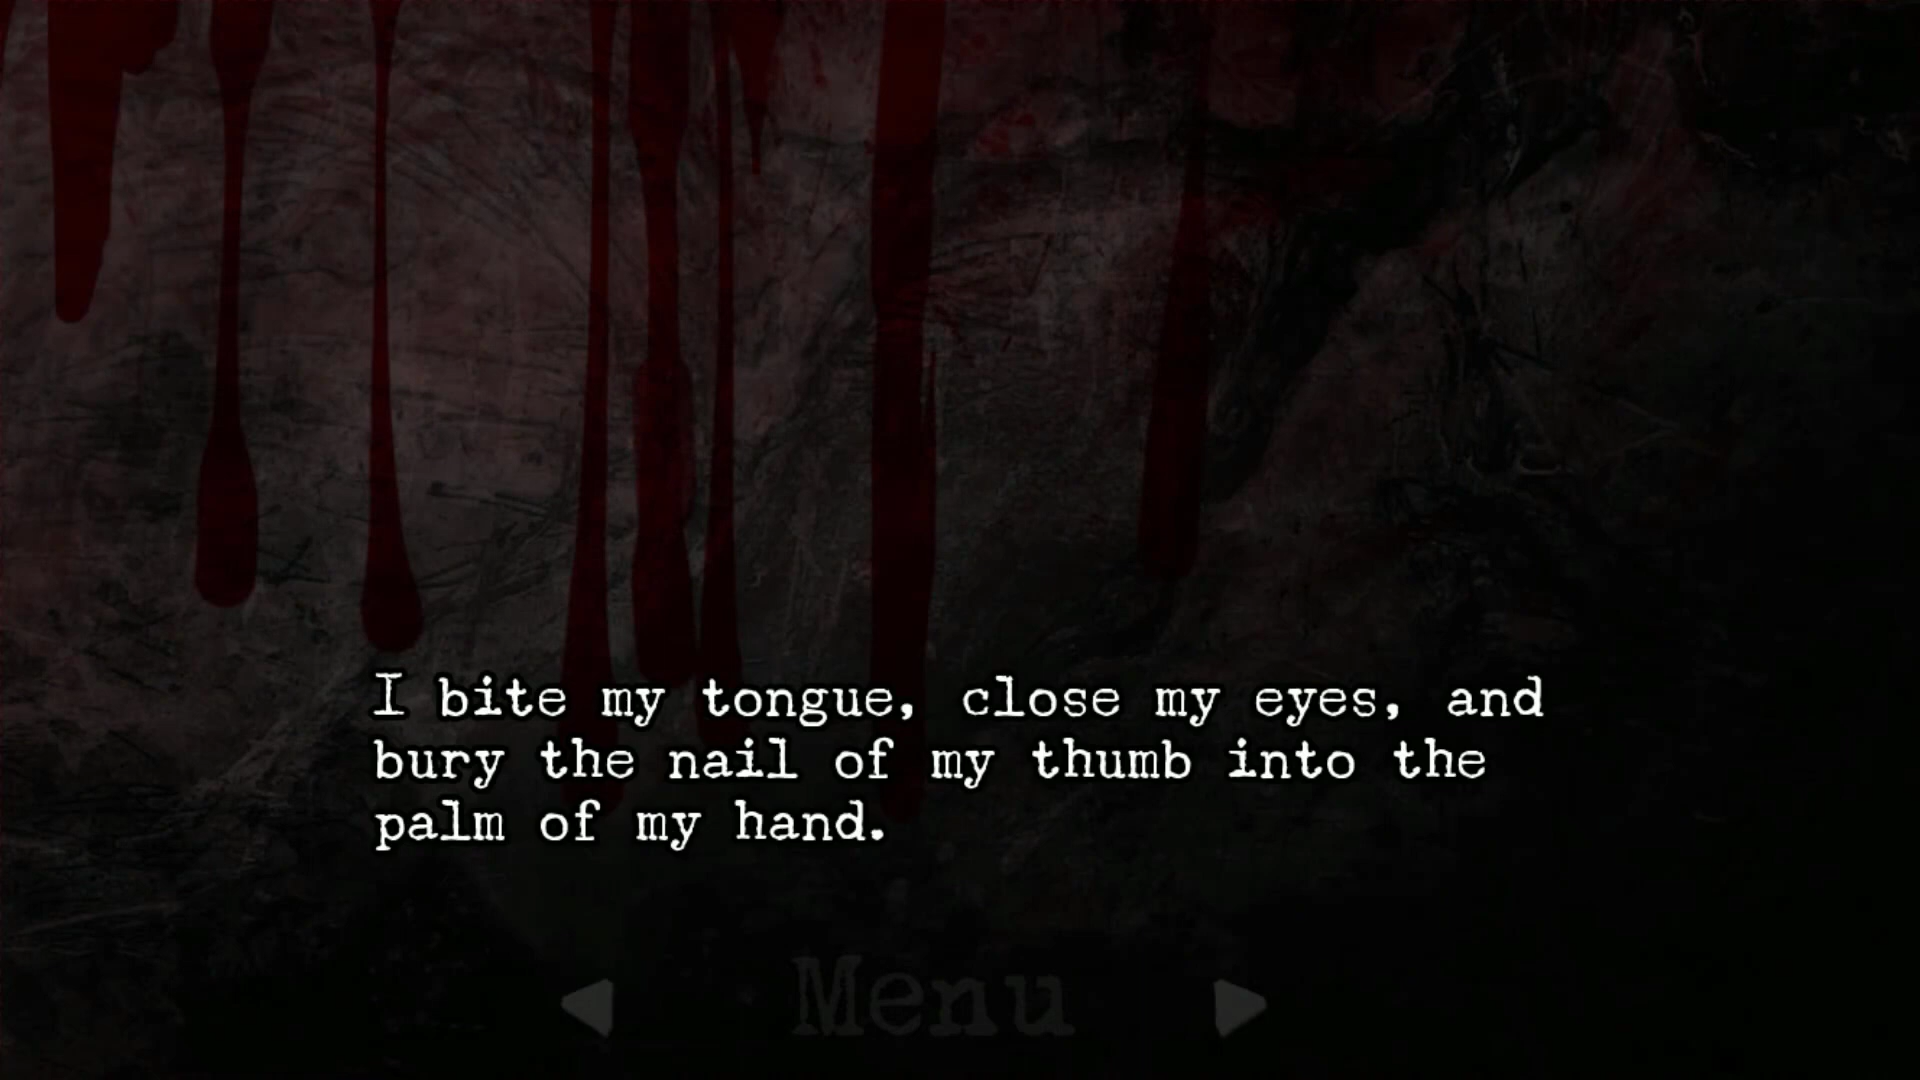 I bite my tongue, close my eyes, and
bury the nail of my thumb into the
palm of my hand.
Menu